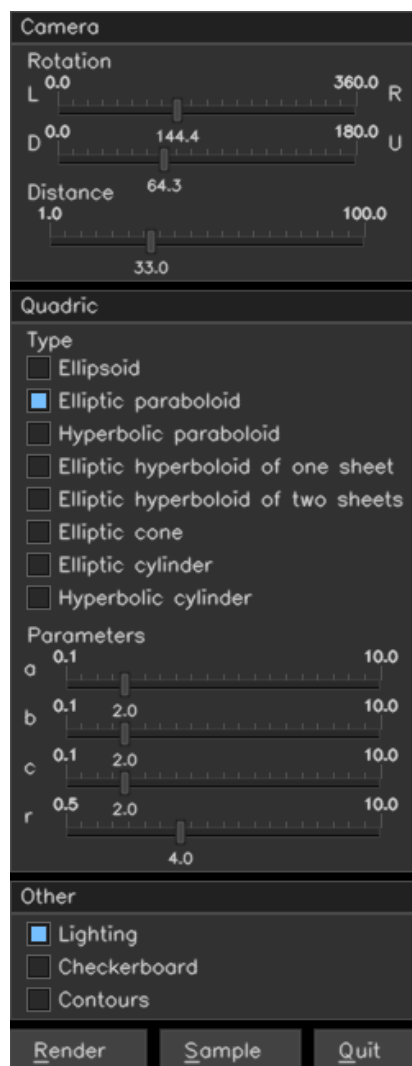 Camera
Rotation
L 0.0 360.0 R
144.4
D 0.0 180.0 U
64.3
Distance
1.0 100.0
33.0
Quadric
Type
Ellipsoid
Elliptic paraboloid
Hyperbolic paraboloid
Elliptic hyperboloid of one sheet
Elliptic hyperboloid of two sheets
Elliptic cone
Elliptic cylinder
Hyperbolic cylinder
Parameters
a 0.1 10.0
2.0
b 0.1 10.0
2.0
c 0.1 10.0
2.0
r 0.5 10.0
4.0
Other
Lighting
Checkerboard
Contours
Render Sample Quit